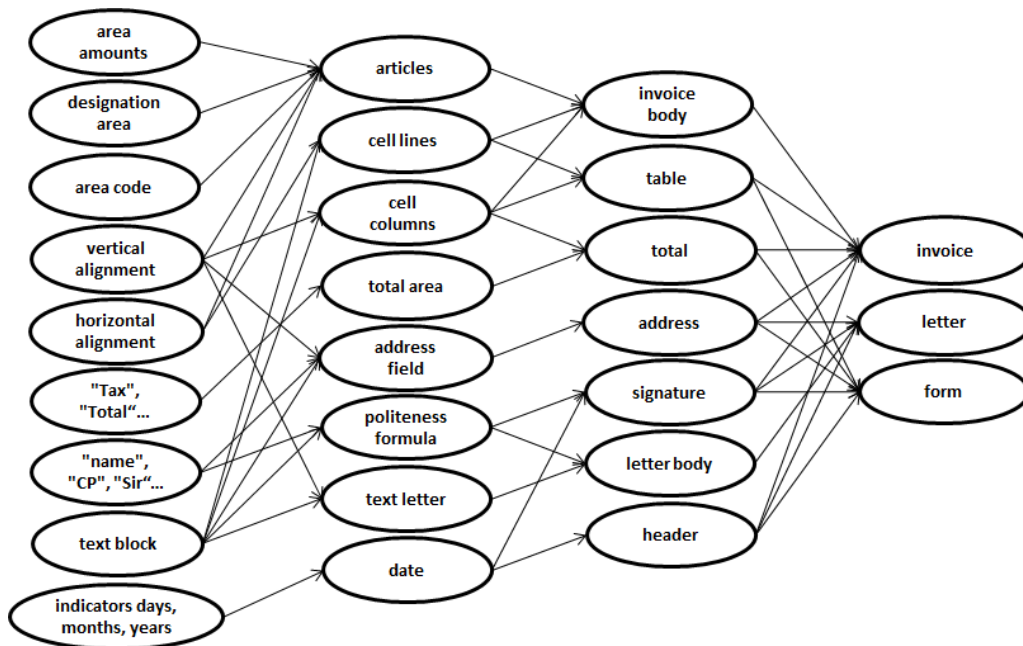 area
amounts
designation
area
area code
vertical
alignment
horizontal
alignment
"Tax",
"Total“...
"name",
"CP", "Sir“...
text block
indicators days,
months, years
articles
cell lines
cell
columns
total area
address
field
politeness
formula
text letter
date
invoice
body
table
total
address
signature
letter body
header
invoice
letter
form